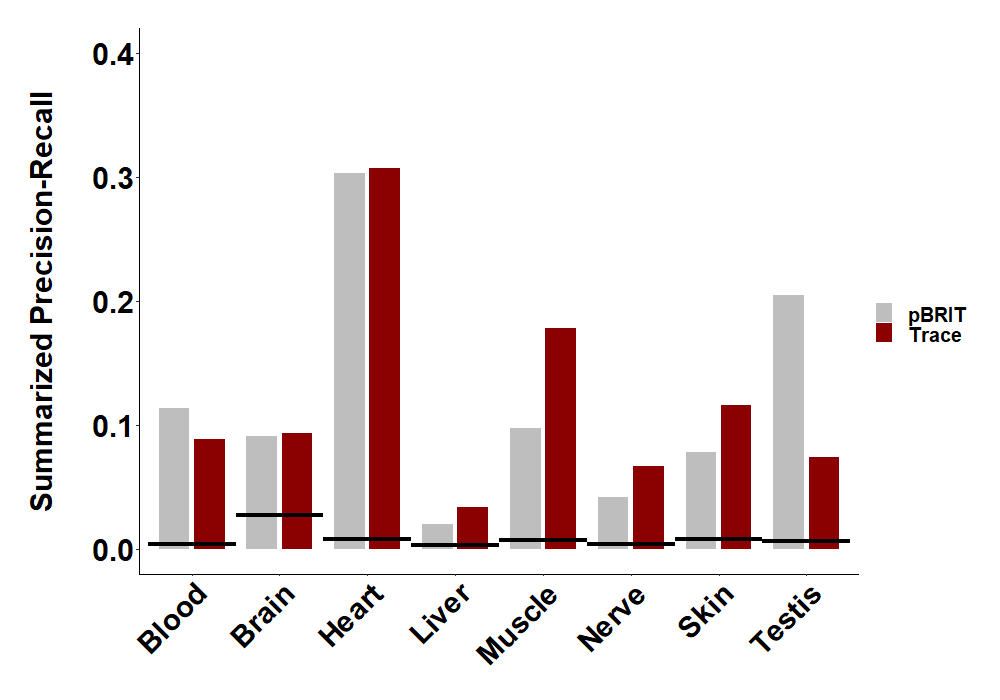 Summarized Precision-Recall
0.4
0.3
0.2
0.1
0.0
Blood
Brain
Heart
Liver
Muscle
Nerve
Skin
Testis
pBRIT
Trace